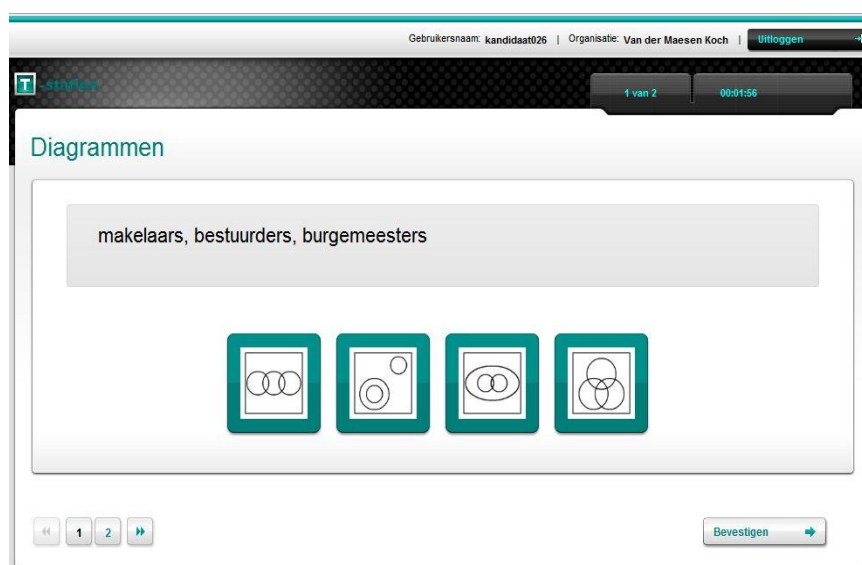 Gebruikersnaam: kandidaat026 | Organisatie: Van der Maesen Koch | Uitloggen
T -station
1 van 2 00:01:56
Diagrammen
makelaars, bestuurders, burgemeesters
1 2
Bevestigen